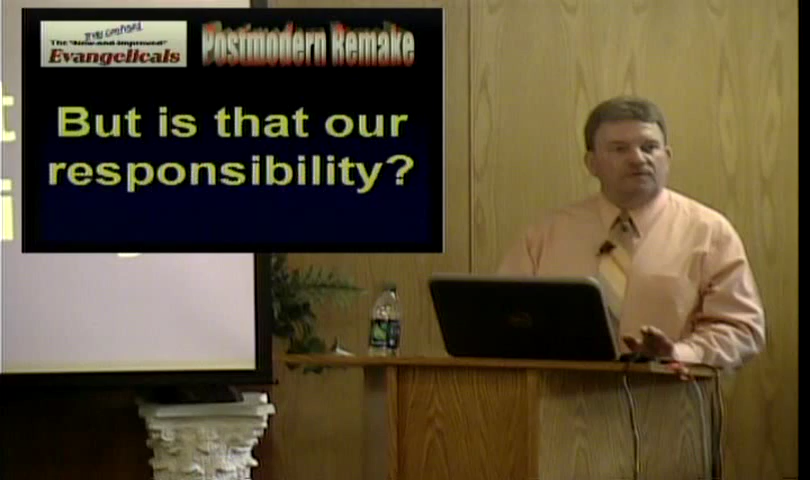 The "New and Improved"
Evangelicals
Postmodern Remake
But is that our
responsibility?